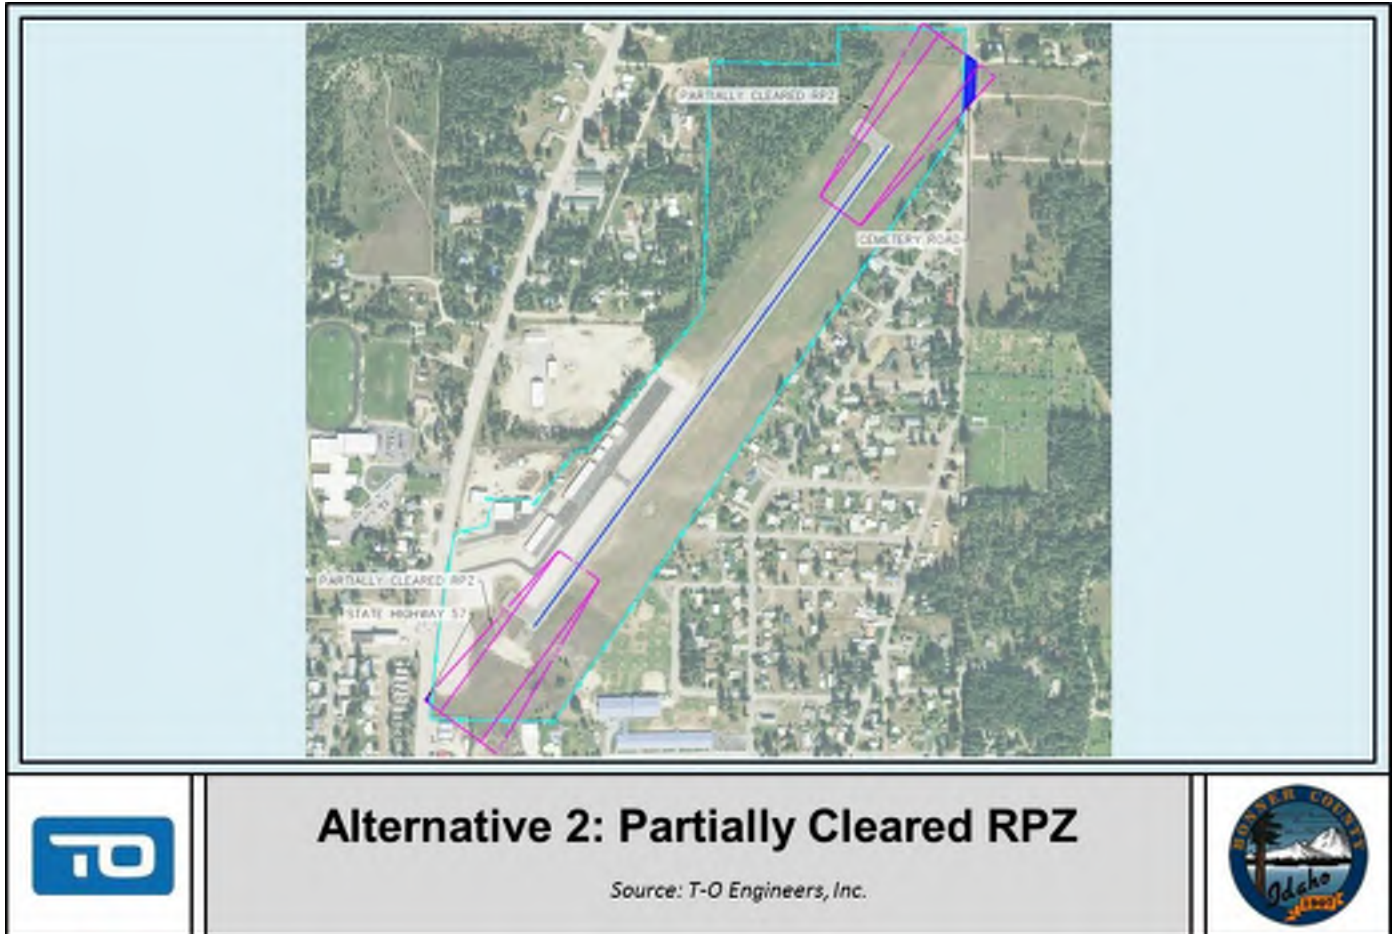 PARTIALLY CLEARED RPZ
CEMETERY ROAD
PARTIALLY CLEARED RPZ
STATE HIGHWAY 57
TO
Alternative 2: Partially Cleared RPZ
Source: T-O Engineers, Inc.
BONNER COUNTY
Idaho
1907